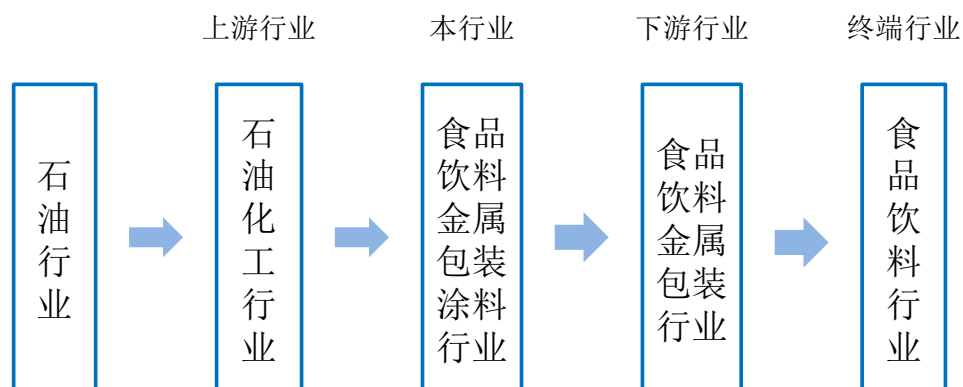 上游行业
本行业
下游行业
终端行业
石油行业
石油化工行业
食品
饮料
金属
包装
涂料
行业
食品
饮料
金属
包装
行业
食品饮料行业